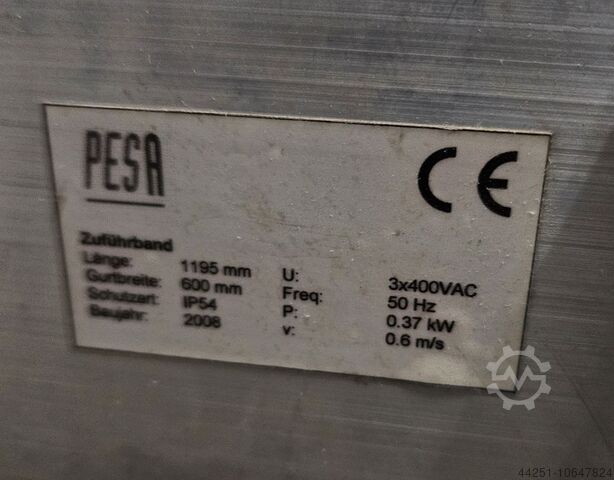 PESA
CE
Zuführband
Länge: 1195 mm U: 3x400VAC
Gurtbreite: 600 mm Freq: 50 Hz
Schutzart: IP54 P: 0.37 kW
Baujahr: 2008 v: 0.6 m/s
44251-10647824